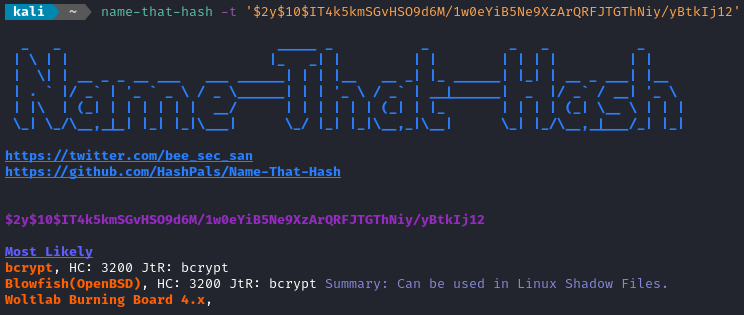 kali ~ name-that-hash -t '$2y$10$IT4k5kmSGvHSO9d6M/1w0eYiB5Ne9XzArQRFJTGThNiy/yBtkIj12'
Name-That-Hash
https://twitter.com/bee_sec_san
https://github.com/HashPals/Name-That-Hash
$2y$10$IT4k5kmSGvHSO9d6M/1w0eYiB5Ne9XzArQRFJTGThNiy/yBtkIj12
Most Likely
bcrypt, HC: 3200 JtR: bcrypt
Blowfish(OpenBSD), HC: 3200 JtR: bcrypt Summary: Can be used in Linux Shadow Files.
Woltlab Burning Board 4.x,